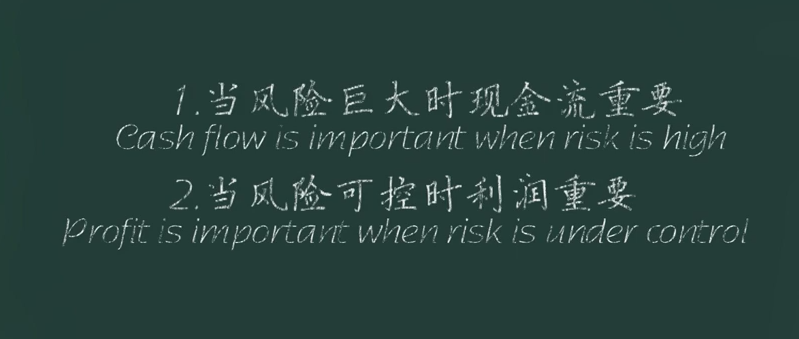 1.当风险巨大时现金流重要
Cash flow is important when risk is high
2.当风险可控时利润重要
Profit is important when risk is under control